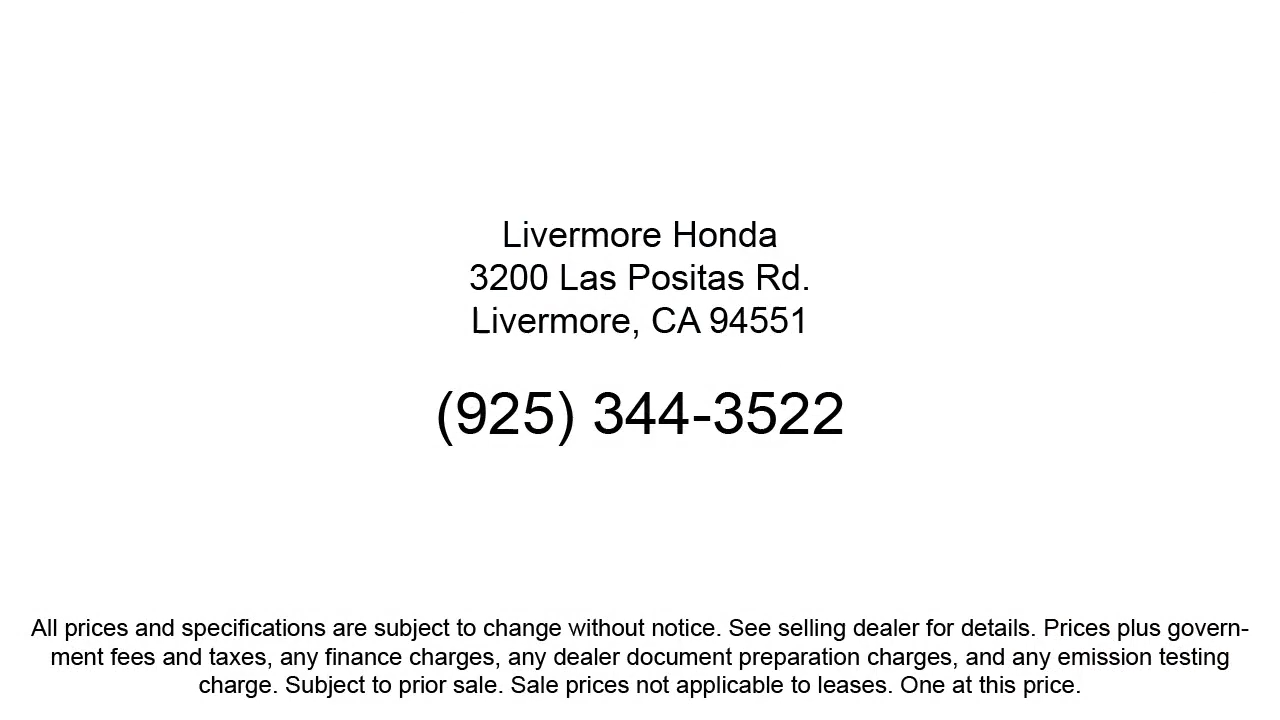 Livermore Honda
3200 Las Positas Rd.
Livermore, CA 94551
(925) 344-3522
All prices and specifications are subject to change without notice. See selling dealer for details. Prices plus govern-
ment fees and taxes, any finance charges, any dealer document preparation charges, and any emission testing
charge. Subject to prior sale. Sale prices not applicable to leases. One at this price.